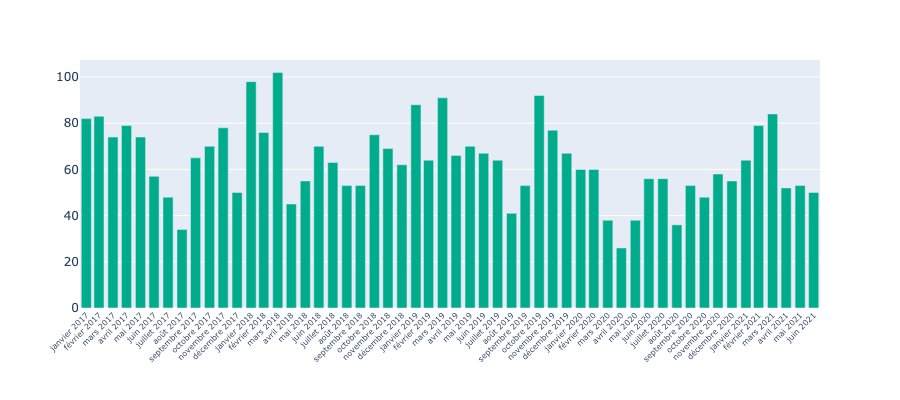 100
80
60
40
20
0
janvier 2017
février 2017
mars 2017
avril 2017
mai 2017
juin 2017
juillet 2017
août 2017
septembre 2017
octobre 2017
novembre 2017
décembre 2017
janvier 2018
février 2018
mars 2018
avril 2018
mai 2018
juin 2018
juillet 2018
août 2018
septembre 2018
octobre 2018
novembre 2018
décembre 2018
janvier 2019
février 2019
mars 2019
avril 2019
mai 2019
juin 2019
juillet 2019
août 2019
septembre 2019
octobre 2019
novembre 2019
décembre 2019
janvier 2020
février 2020
mars 2020
avril 2020
mai 2020
juin 2020
juillet 2020
août 2020
septembre 2020
octobre 2020
novembre 2020
décembre 2020
janvier 2021
février 2021
mars 2021
avril 2021
mai 2021
juin 2021